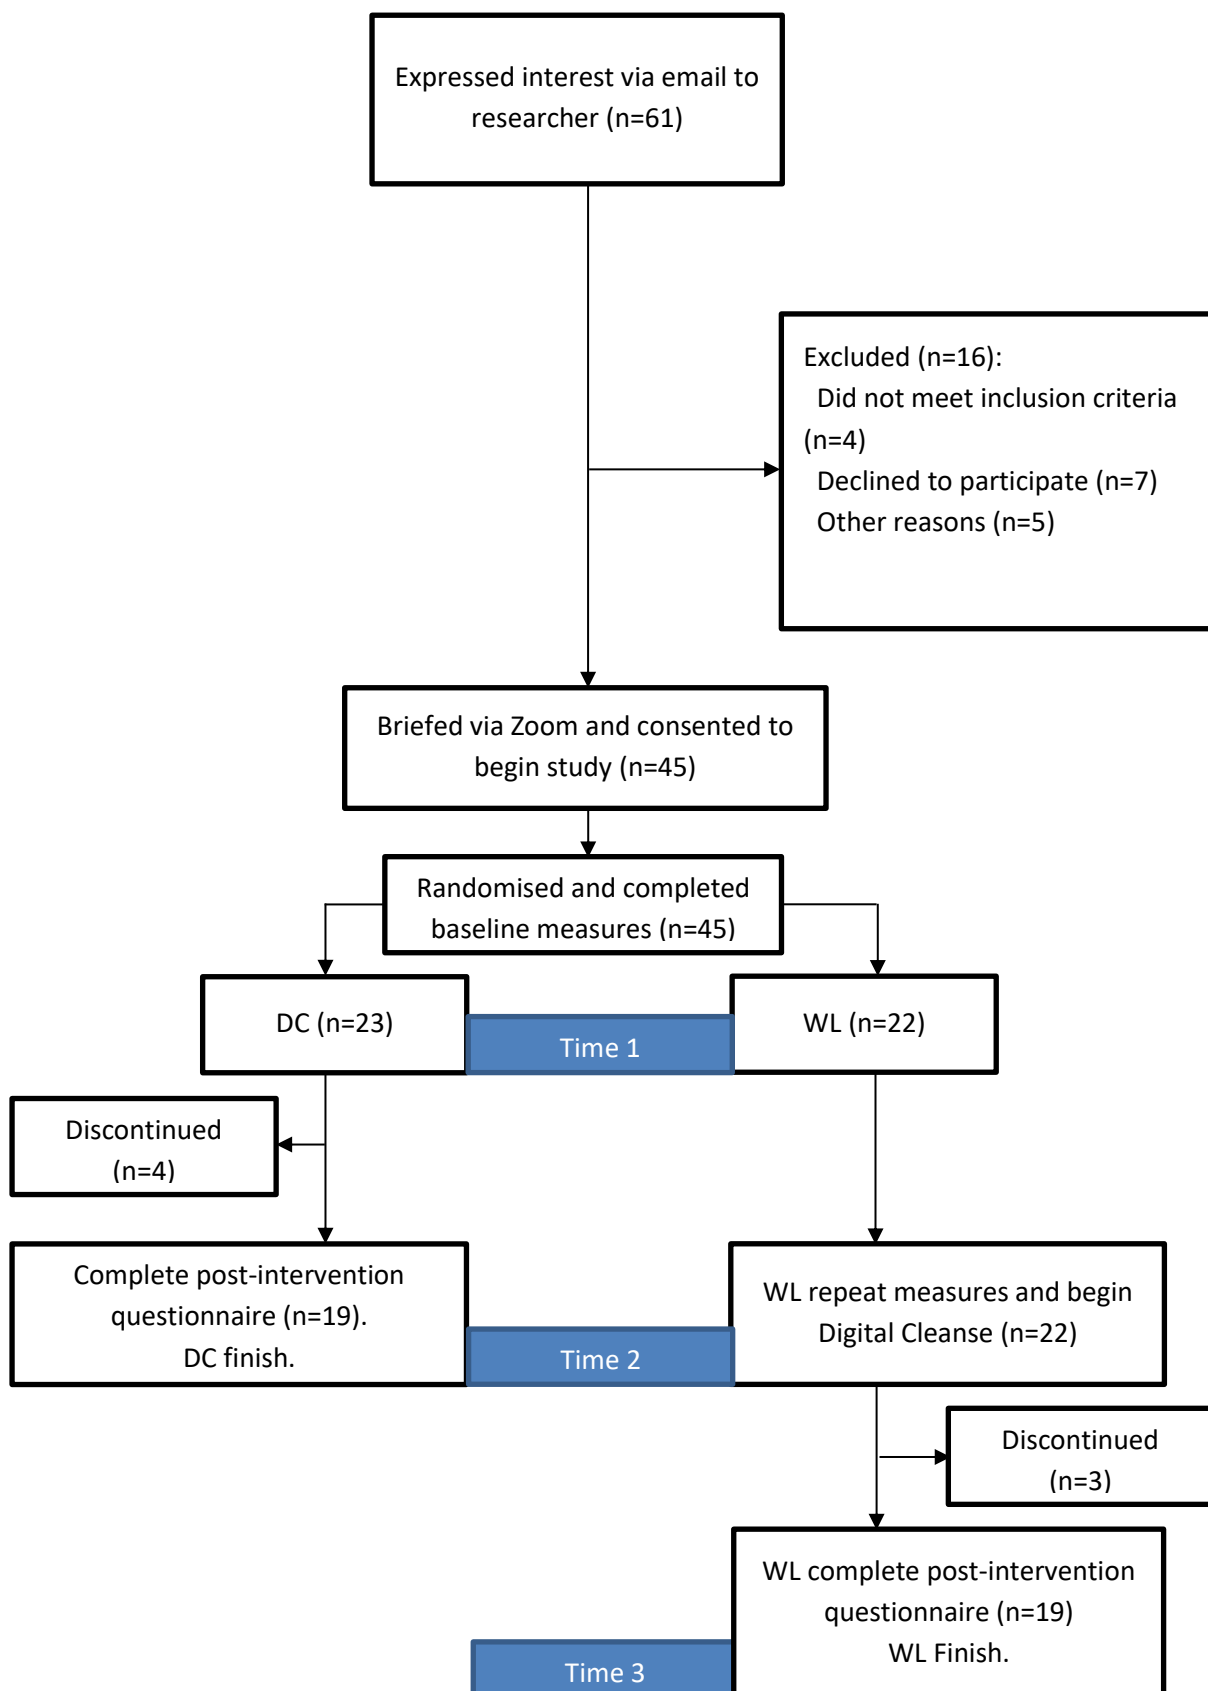 Expressed interest via email to
researcher (n=61)
Excluded (n=16):
Did not meet inclusion criteria
(n=4)
Declined to participate (n=7)
Other reasons (n=5)
Briefed via Zoom and consented to
begin study (n=45)
Randomised and completed
baseline measures (n=45)
DC (n=23)
Time 1
WL (n=22)
Discontinued
(n=4)
Complete post-intervention
questionnaire (n=19).
DC finish.
Time 2
WL repeat measures and begin
Digital Cleanse (n=22)
Discontinued
(n=3)
WL complete post-intervention
questionnaire (n=19)
WL Finish.
Time 3